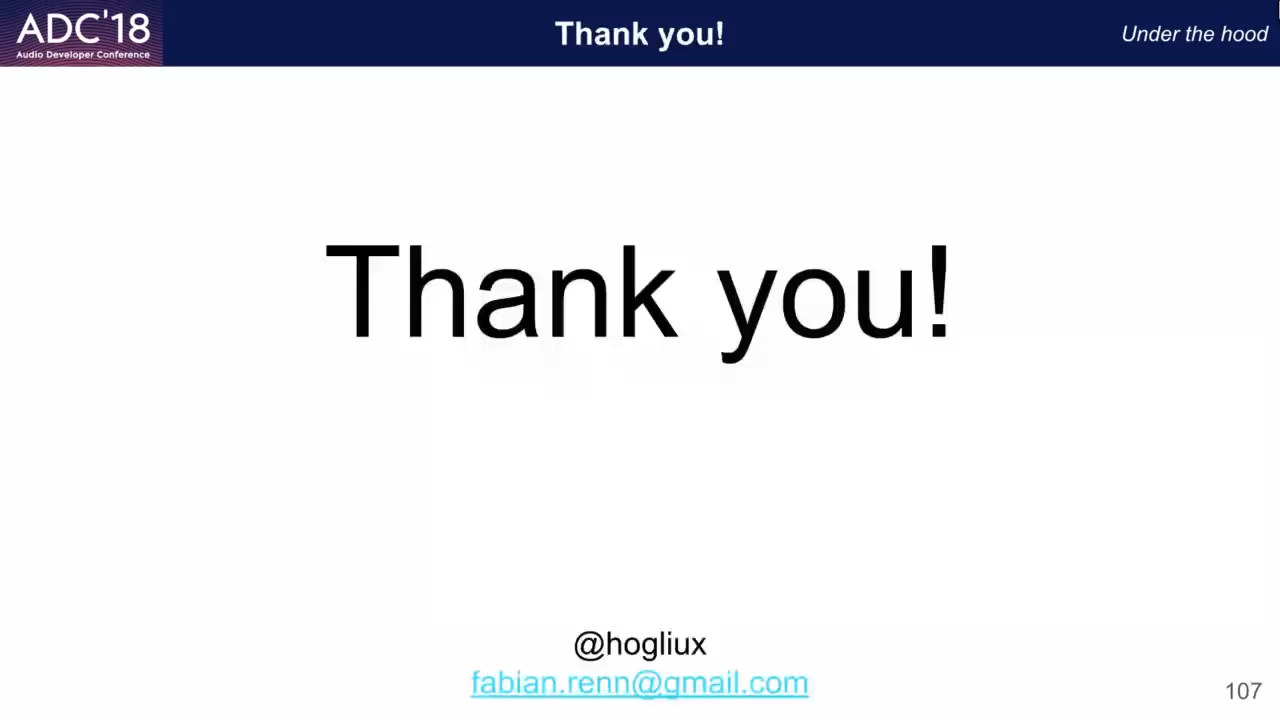 ADC'18
Audio Developer Conference
Thank you!
Under the hood
Thank you!
@hogliux
fabian.renn@gmail.com
107